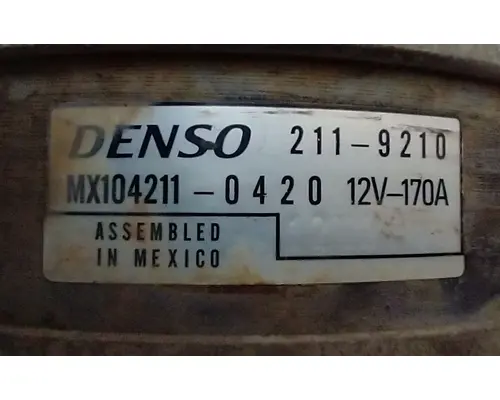 DENSO 211-9210
MX104211-0420 12V-170A
ASSEMBLED
IN MEXICO